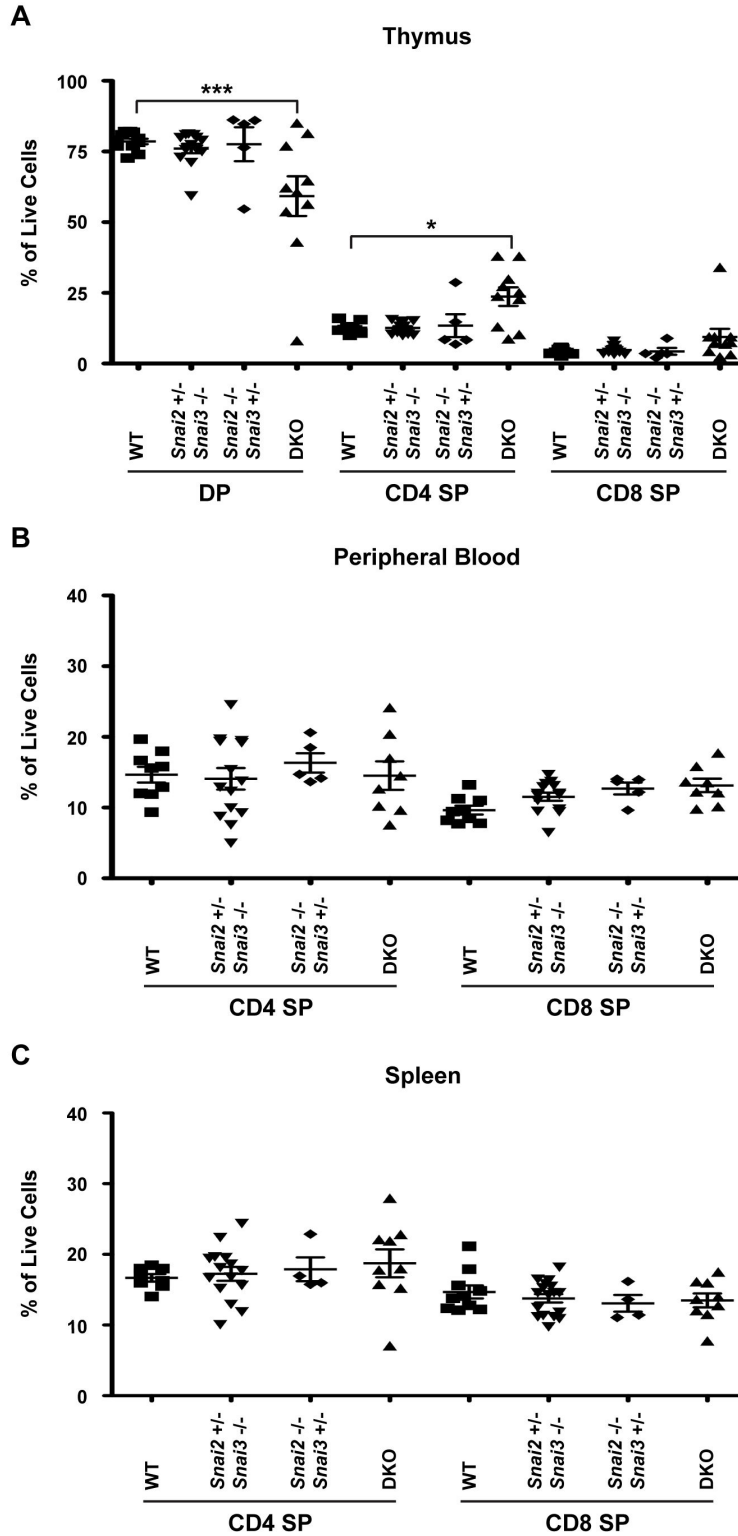 A
Thymus
% of Live Cells
100
75
50
25
0
***
*
WT
Snai2 +/-
Snai3 -/-
Snai2 -/-
Snai3 +/-
DKO
WT
Snai2 +/-
Snai3 -/-
Snai2 -/-
Snai3 +/-
DKO
WT
Snai2 +/-
Snai3 -/-
Snai2 -/-
Snai3 +/-
DKO
DP
CD4 SP
CD8 SP
B
Peripheral Blood
% of Live Cells
40
30
20
10
0
WT
Snai2 +/-
Snai3 -/-
Snai2 -/-
Snai3 +/-
DKO
WT
Snai2 +/-
Snai3 -/-
Snai2 -/-
Snai3 +/-
DKO
CD4 SP
CD8 SP
C
Spleen
% of Live Cells
40
30
20
10
0
WT
Snai2 +/-
Snai3 -/-
Snai2 -/-
Snai3 +/-
DKO
WT
Snai2 +/-
Snai3 -/-
Snai2 -/-
Snai3 +/-
DKO
CD4 SP
CD8 SP